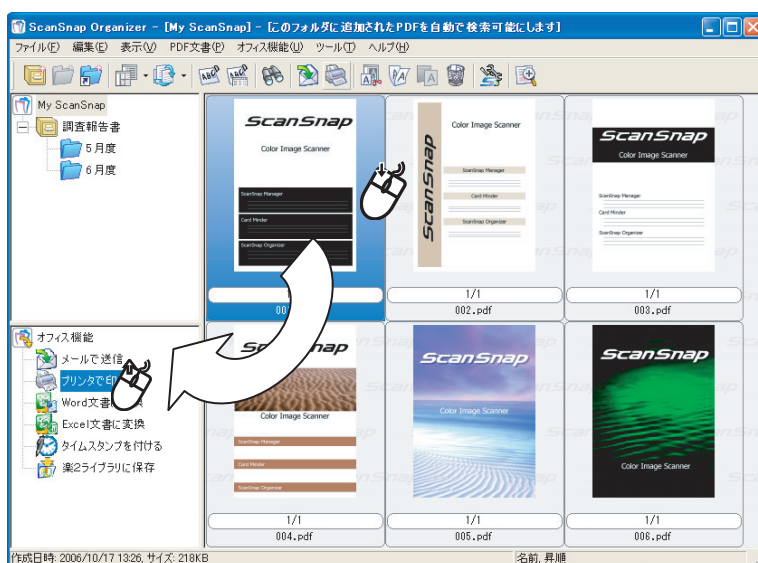 ScanSnap Organizer - [My ScanSnap] - [このフォルダに追加されたPDFを自動で検索可能にします]
ファイル(F) 編集(E) 表示(V) PDF文書(P) オフィス機能(U) ツール(T) ヘルプ(H)
My ScanSnap
調査報告書
5月度
6月度
オフィス機能
メールで送信
プリンタで印
Word文書
換
Excel文書に変換
タイムスタンプを付ける
楽2ライブラリに保存
ScanSnap
Color Image Scanner
ScanSnap Manager
Card Minder
ScanSnap Organizer
00
ScanSnap
Color Image Scanner
ScanSnap Manager
Card Minder
ScanSnap Organizer
1/1
002.pdf
ScanSnap
Color Image Scanner
ScanSnap Manager
Card Minder
ScanSnap Organizer
1/1
003.pdf
nap
Color Image Scanner
ScanSnap Manager
Card Minder
ScanSnap Organizer
1/1
004.pdf
ScanSnap
Color Image Scanner
1/1
005.pdf
ScanSnap
Color Image Scanner
1/1
006.pdf
作成日時: 2006/10/17 13:26, サイズ: 218KB
名前, 昇順